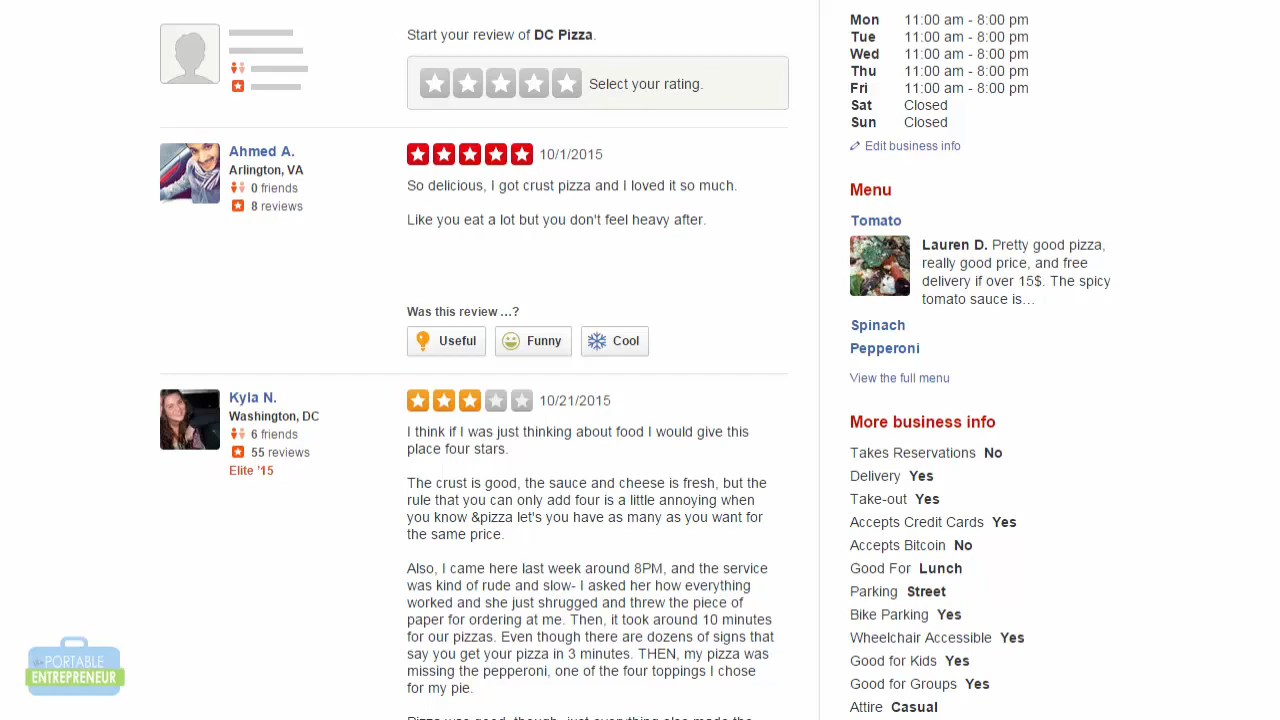 Start your review of DC Pizza.
Select your rating.
Ahmed A.
Arlington, VA
0 friends
8 reviews
10/1/2015
So delicious, I got crust pizza and I loved it so much.
Like you eat a lot but you don't feel heavy after.
Was this review …?
Useful
Funny
Cool
Kyla N.
Washington, DC
6 friends
55 reviews
Elite '15
10/21/2015
I think if I was just thinking about food I would give this
place four stars.
The crust is good, the sauce and cheese is fresh, but the
rule that you can only add four is a little annoying when
you know &pizza let's you have as many as you want for
the same price.
Also, I came here last week around 8PM, and the service
was kind of rude and slow- I asked her how everything
worked and she just shrugged and threw the piece of
paper for ordering at me. Then, it took around 10 minutes
for our pizzas. Even though there are dozens of signs that
say you get your pizza in 3 minutes. THEN, my pizza was
missing the pepperoni, one of the four toppings I chose
for my pie.
Mon 11:00 am - 8:00 pm
Tue 11:00 am - 8:00 pm
Wed 11:00 am - 8:00 pm
Thu 11:00 am - 8:00 pm
Fri 11:00 am - 8:00 pm
Sat Closed
Sun Closed
Edit business info
Menu
Tomato
Lauren D. Pretty good pizza,
really good price, and free
delivery if over 15$. The spicy
tomato sauce is…
Spinach
Pepperoni
View the full menu
More business info
Takes Reservations No
Delivery Yes
Take-out Yes
Accepts Credit Cards Yes
Accepts Bitcoin No
Good For Lunch
Parking Street
Bike Parking Yes
Wheelchair Accessible Yes
Good for Kids Yes
Good for Groups Yes
Attire Casual
PORTABLE
ENTREPRENEUR